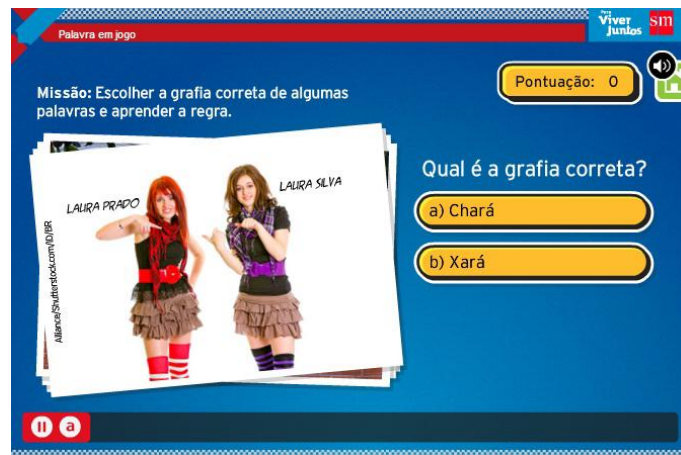 Palavra em jogo
Para
Viver
Juntos
sm
Missão: Escolher a grafia correta de algumas
palavras e aprender a regra.
Pontuação: 0
LAURA PRADO
LAURA SILVA
Alliance/Shutterstock.com/ID/BR
Qual é a grafia correta?
a) Chará
b) Xará
a